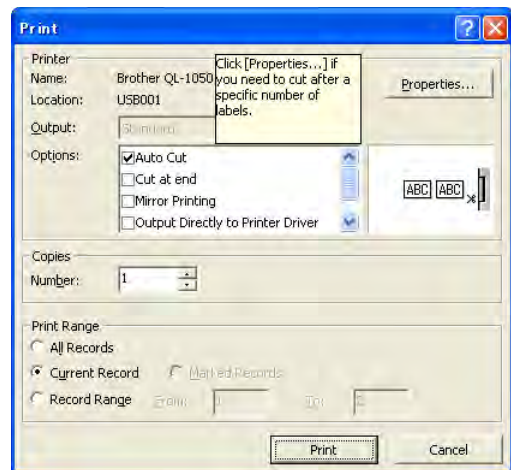 Print
Printer
Name: Brother QL-1050
Click [Properties...] if
you need to cut after a
specific number of
labels.
Properties...
Location: USB001
Output: Standard
Options:
Auto Cut
Cut at end
Mirror Printing
Output Directly to Printer Driver
ABC ABC
Copies
Number: 1
Print Range
All Records
Current Record Marked Records
Record Range From: To:
Print Cancel